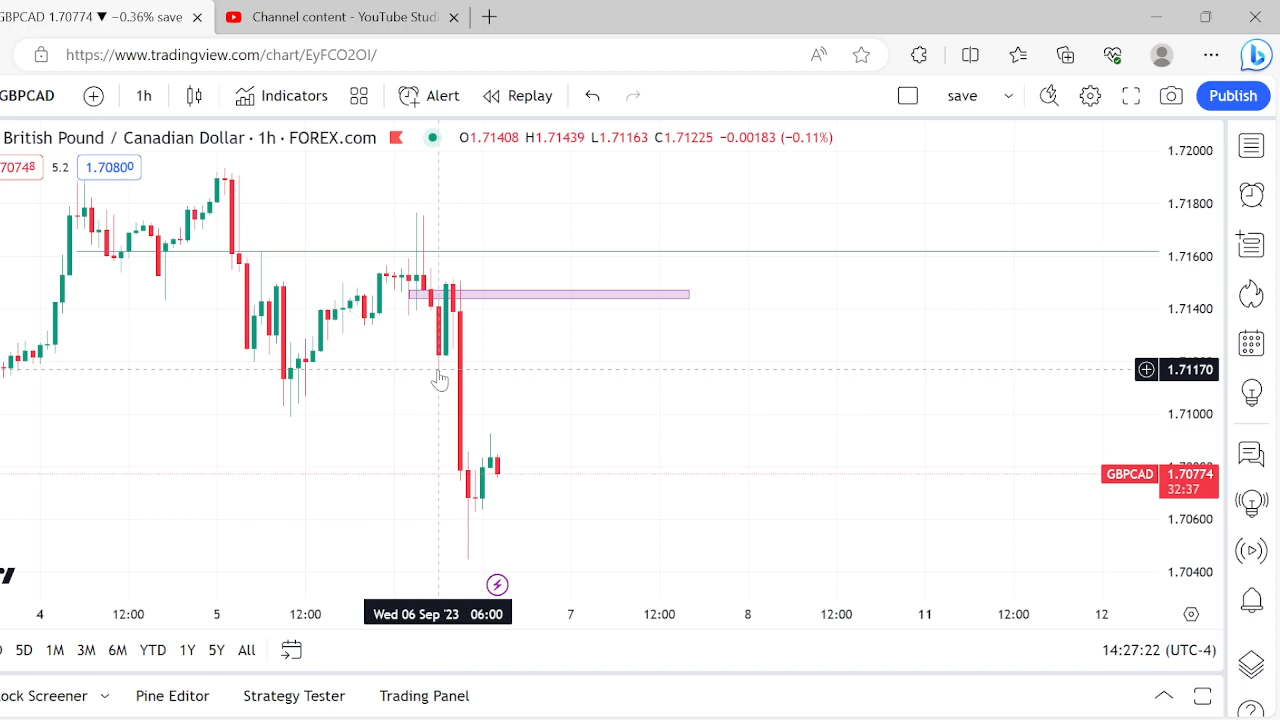 GBPCAD 1.70774 ▼ −0.36% save
Channel content - YouTube Studi
https://www.tradingview.com/chart/EyFCO2OI/
GBPCAD 1h Indicators Alert Replay save Publish
British Pound / Canadian Dollar · 1h · FOREX.com O1.71408 H1.71439 L1.71163 C1.71225 −0.00183 (−0.11%)
70748 5.2 1.70800
1.72000
1.71800
1.71600
1.71400
1.71170
1.71000
GBPCAD 1.70774
32:37
1.70600
1.70400
4 12:00 5 12:00 Wed 06 Sep '23 06:00 7 12:00 8 12:00 11 12:00 12
5D 1M 3M 6M YTD 1Y 5Y All 14:27:22 (UTC-4)
ock Screener Pine Editor Strategy Tester Trading Panel